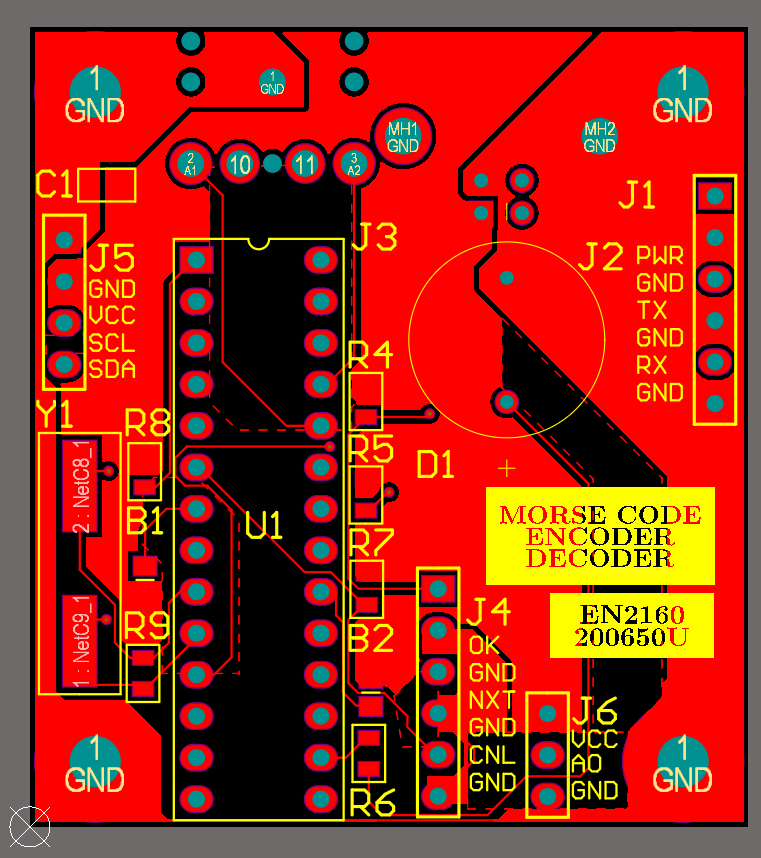 1
GND
1
GND
1
GND
MH1
GND
MH2
GND
2
A1
10
11
3
A2
C1
J1
J3
J2
J5
GND
VCC
SCL
SDA
PWR
GND
TX
GND
RX
GND
R4
Y1
R8
R5
D1
2 : NetC8_1
B1
U1
R7
MORSE CODE
ENCODER
DECODER
1 : NetC9_1
R9
B2
J4
EN2160
200650U
OK
GND
NXT
GND
CNL
GND
J6
VCC
A0
GND
1
GND
1
GND
R6